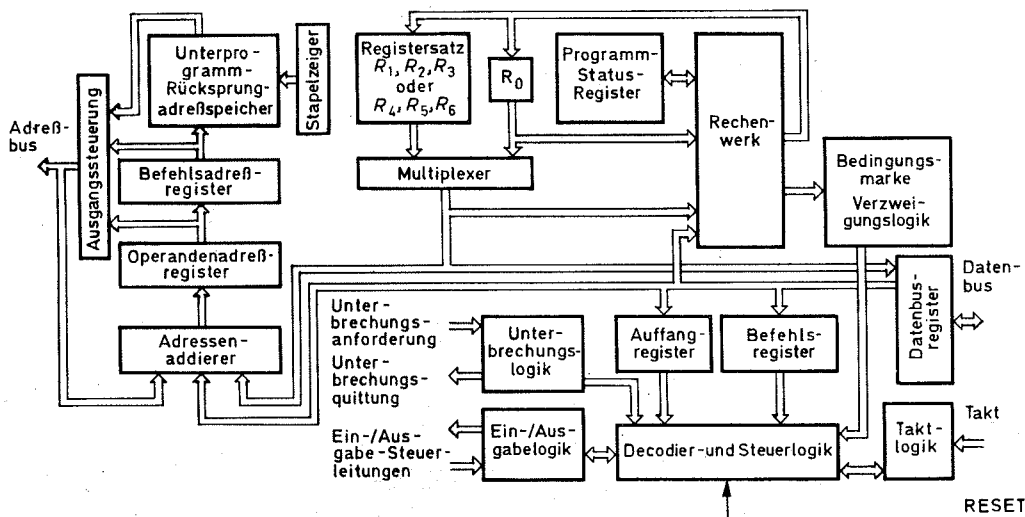 Unterpro-
gramm-
Rücksprung-
adreßspeicher
Stapelzeiger
Adreß-
bus
Ausgangssteuerung
Befehlsadreß-
register
Operandenadreß-
register
Adressen-
addierer
Registersatz
R1, R2, R3
oder
R4, R5, R6
R0
Programm-
Status-
Register
Rechen-
werk
Multiplexer
Bedingungs-
marke
Verzwei-
gungslogik
Daten-
bus
Datenbus-
register
Unter-
brechungs-
anforderung
Unter-
brechungs-
quittung
Unter-
brechungs-
logik
Auffang-
register
Befehls-
register
Ein-/Aus-
gabe-Steuer-
leitungen
Ein-/Aus-
gabelogik
Decodier- und Steuerlogik
Takt-
logik
Takt
RESET